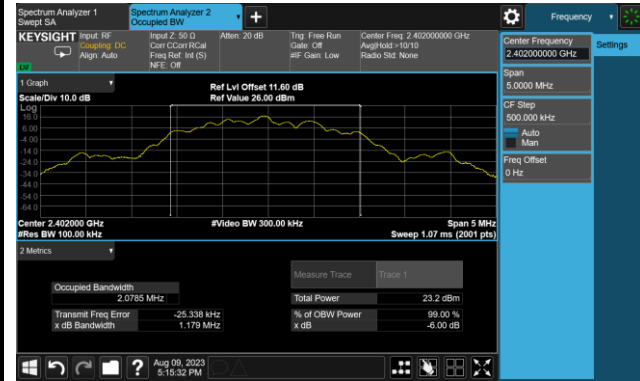 Spectrum Analyzer 1
Swept SA
Spectrum Analyzer 2
Occupied BW
Frequency
KEYSIGHT
Input: RF
Coupling: DC
Align: Auto
Input Z: 50 Ω
Corr CCorr RCal
Freq Ref: Int (S)
NFE: Off
Atten: 20 dB
Trig: Free Run
Gate: Off
#IF Gain: Low
Center Freq: 2.402000000 GHz
Avg|Hold:>10/10
Radio Std: None
Center Frequency
2.402000000 GHz
Settings
Span
5.0000 MHz
CF Step
500.000 kHz
Auto
Man
Freq Offset
0 Hz
1 Graph
Scale/Div 10.0 dB
Ref Lvl Offset 11.60 dB
Ref Value 26.00 dBm
Log
16.0
6.00
-4.00
-14.0
-24.0
-34.0
-44.0
-54.0
-64.0
Center 2.402000 GHz
#Res BW 100.00 kHz
#Video BW 300.00 kHz
Span 5 MHz
Sweep 1.07 ms (2001 pts)
2 Metrics
Measure Trace
Trace 1
Occupied Bandwidth
2.0785 MHz
Total Power
23.2 dBm
Transmit Freq Error
-25.338 kHz
% of OBW Power
99.00 %
x dB Bandwidth
1.179 MHz
x dB
-6.00 dB
Aug 09, 2023
5:15:32 PM